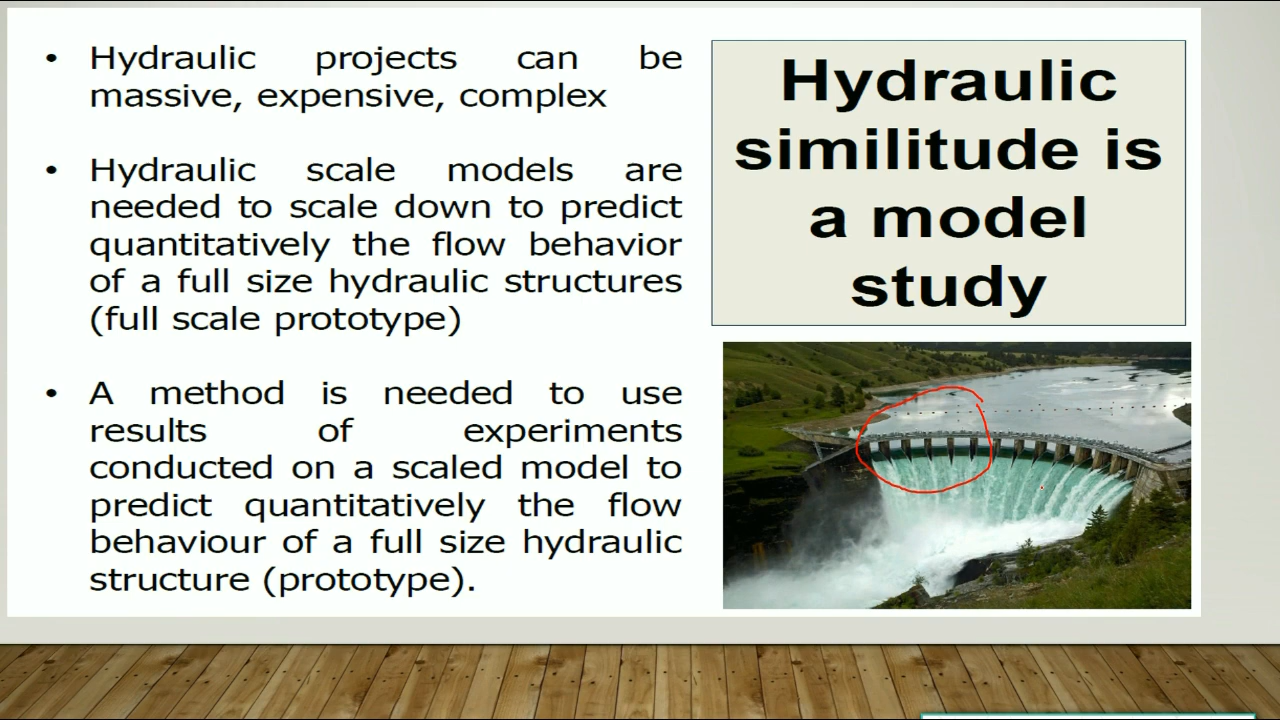 • Hydraulic projects can be
massive, expensive, complex
• Hydraulic scale models are
needed to scale down to predict
quantitatively the flow behavior
of a full size hydraulic structures
(full scale prototype)
• A method is needed to use
results of experiments
conducted on a scaled model to
predict quantitatively the flow
behaviour of a full size hydraulic
structure (prototype).
Hydraulic
similitude is
a model
study